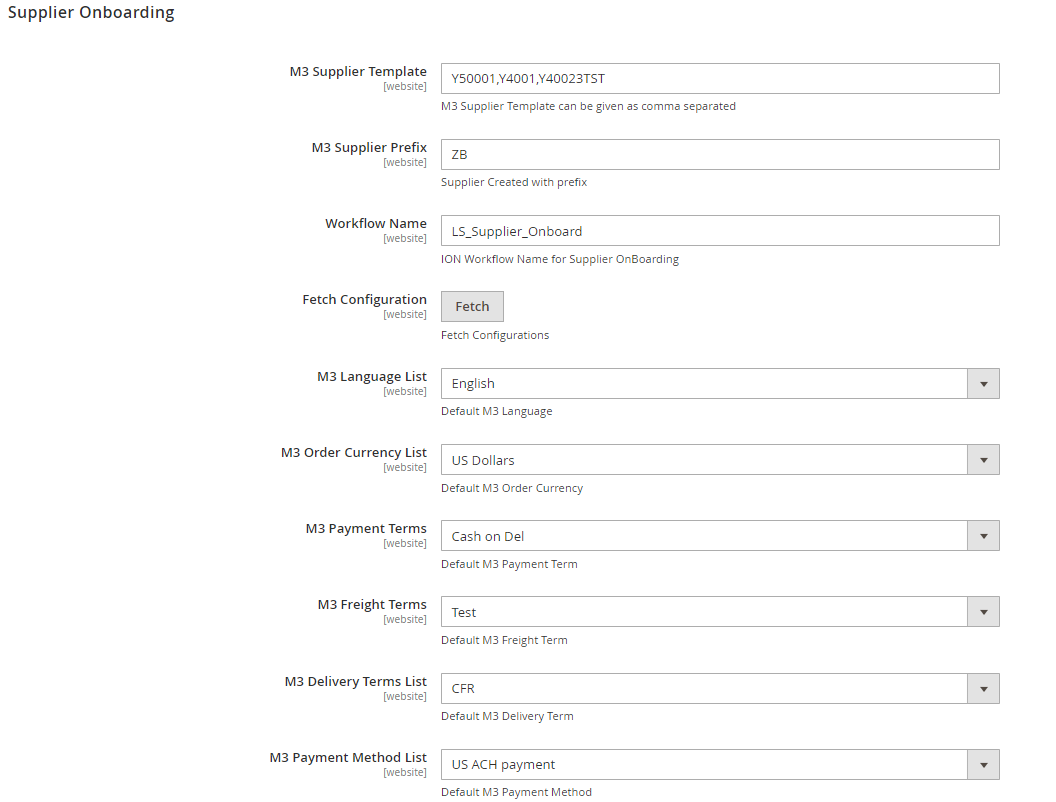 Supplier Onboarding
M3 Supplier Template
[website]
Y50001,Y4001,Y40023TST
M3 Supplier Template can be given as comma separated
M3 Supplier Prefix
[website]
ZB
Supplier Created with prefix
Workflow Name
[website]
LS_Supplier_Onboard
ION Workflow Name for Supplier OnBoarding
Fetch Configuration
[website]
Fetch
Fetch Configurations
M3 Language List
[website]
English
Default M3 Language
M3 Order Currency List
[website]
US Dollars
Default M3 Order Currency
M3 Payment Terms
[website]
Cash on Del
Default M3 Payment Term
M3 Freight Terms
[website]
Test
Default M3 Freight Term
M3 Delivery Terms List
[website]
CFR
Default M3 Delivery Term
M3 Payment Method List
[website]
US ACH payment
Default M3 Payment Method